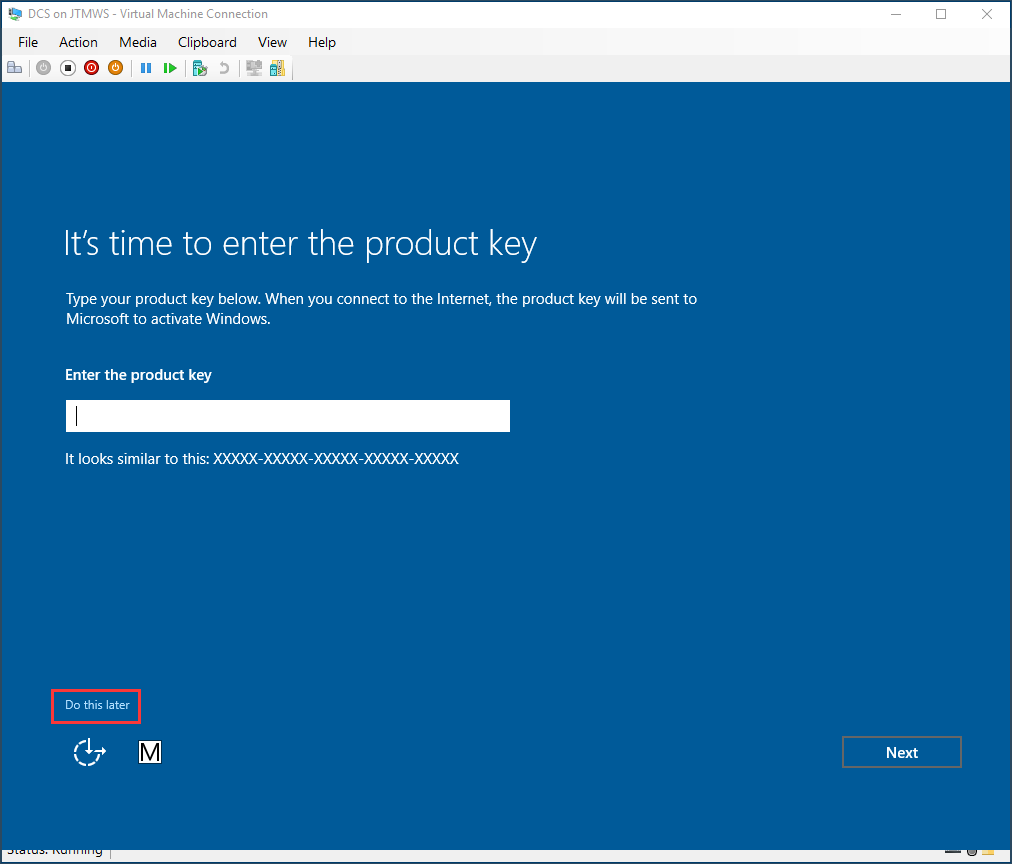 DCS on JTMWS - Virtual Machine Connection
File Action Media Clipboard View Help
It's time to enter the product key
Type your product key below. When you connect to the Internet, the product key will be sent to
Microsoft to activate Windows.
Enter the product key
It looks similar to this: XXXXX-XXXXX-XXXXX-XXXXX-XXXXX
Do this later
M
Next
Status: Running